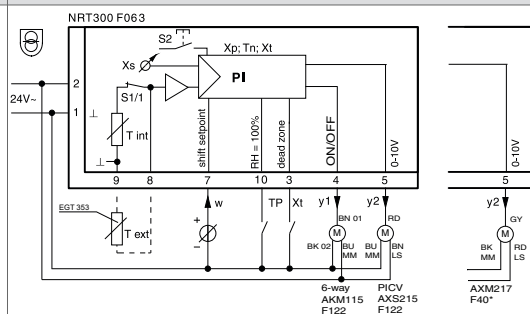 NRT300 F063
S2
Xp; Tn; Xt
Xs
PI
2
24V~
S1/1
1
⊥
T int
⊥
shift setpoint
RH = 100%
dead zone
ON/OFF
0-10V
0-10V
9 8 7 10 3 4 5
5
EGT 353
T ext
w
+
−
TP
Xt
y1
y2
y2
BN 01
RD
GY
M
M
M
BK 02
BU
MM
BU
MM
BN
LS
BK
MM
RD
LS
6-way
AKM115
F122
PICV
AXS215
F122
AXM217
F40*